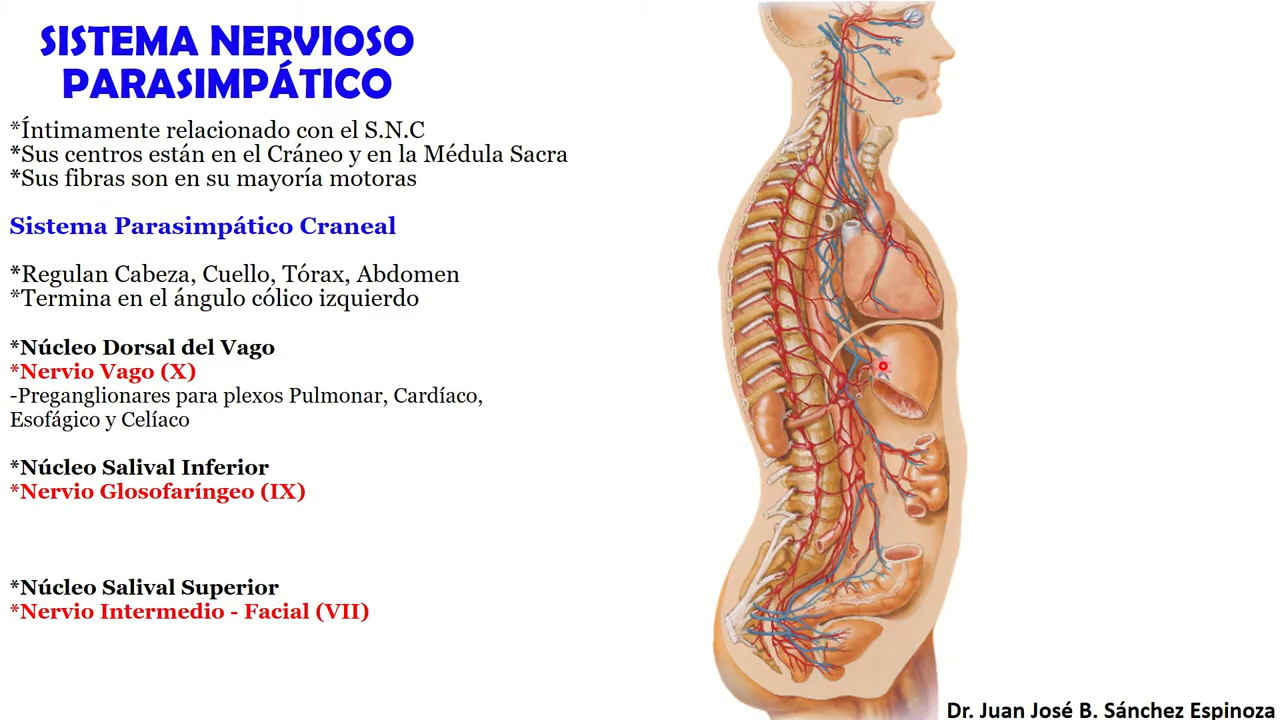 SISTEMA NERVIOSO
PARASIMPÁTICO
*Íntimamente relacionado con el S.N.C
*Sus centros están en el Cráneo y en la Médula Sacra
*Sus fibras son en su mayoría motoras
Sistema Parasimpático Craneal
*Regulan Cabeza, Cuello, Tórax, Abdomen
*Termina en el ángulo cólico izquierdo
*Núcleo Dorsal del Vago
*Nervio Vago (X)
-Preganglionares para plexos Pulmonar, Cardíaco,
Esofágico y Celíaco
*Núcleo Salival Inferior
*Nervio Glosofaríngeo (IX)
*Núcleo Salival Superior
*Nervio Intermedio - Facial (VII)
Dr. Juan José B. Sánchez Espinoza